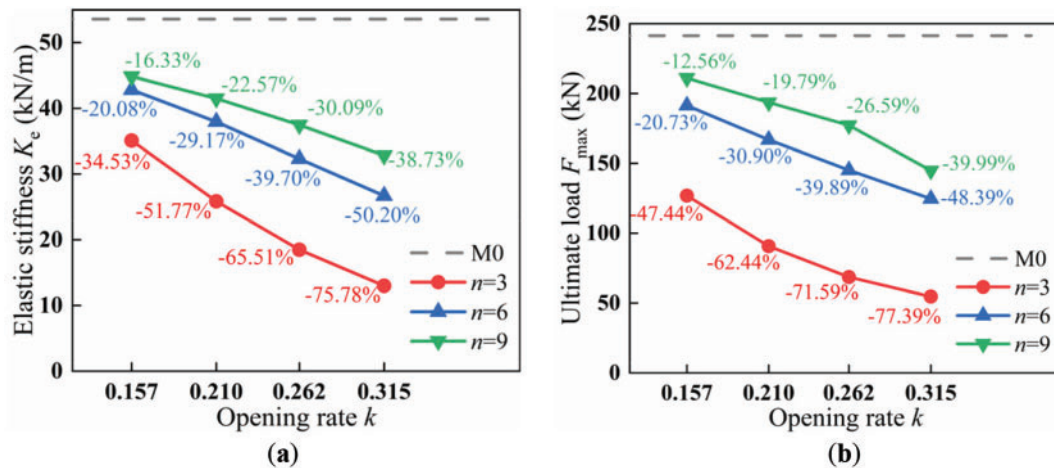 Elastic stiffness Ke (kN/m)
50
40
30
20
10
0
-16.33%
-22.57%
-30.09%
-38.73%
-20.08%
-29.17%
-39.70%
-50.20%
-34.53%
-51.77%
-65.51%
-75.78%
M0
n=3
n=6
n=9
0.157 0.210 0.262 0.315
Opening rate k
(a)
Ultimate load Fmax (kN)
250
200
150
100
50
0
-12.56%
-19.79%
-26.59%
-39.99%
-20.73%
-30.90%
-39.89%
-48.39%
-47.44%
-62.44%
-71.59%
-77.39%
M0
n=3
n=6
n=9
0.157 0.210 0.262 0.315
Opening rate k
(b)